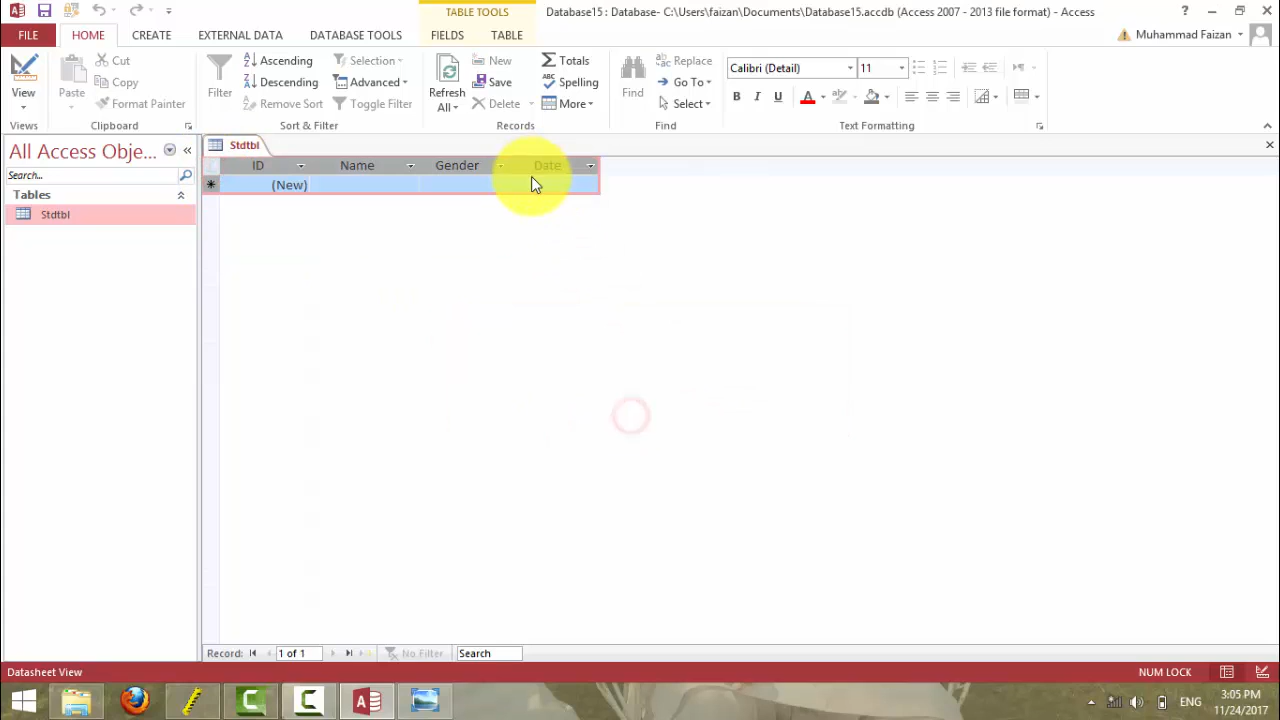 TABLE TOOLS
Database15 : Database- C:\Users\faizan\Documents\Database15.accdb (Access 2007 - 2013 file format) - Access
FILE HOME CREATE EXTERNAL DATA DATABASE TOOLS FIELDS TABLE Muhammad Faizan
View
Views
Paste
Cut
Copy
Format Painter
Clipboard
Filter
Ascending
Descending
Remove Sort
Selection
Advanced
Toggle Filter
Sort & Filter
Refresh
All
New
Save
Delete
Totals
Spelling
More
Records
Find
Replace
Go To
Select
Find
Calibri (Detail) 11
B I U A
Text Formatting
All Access Obje...
Search...
Tables
Stdtbl
Stdtbl
ID Name Gender Date
(New)
Record: 1 of 1 No Filter Search
Datasheet View NUM LOCK
ENG
3:05 PM
11/24/2017